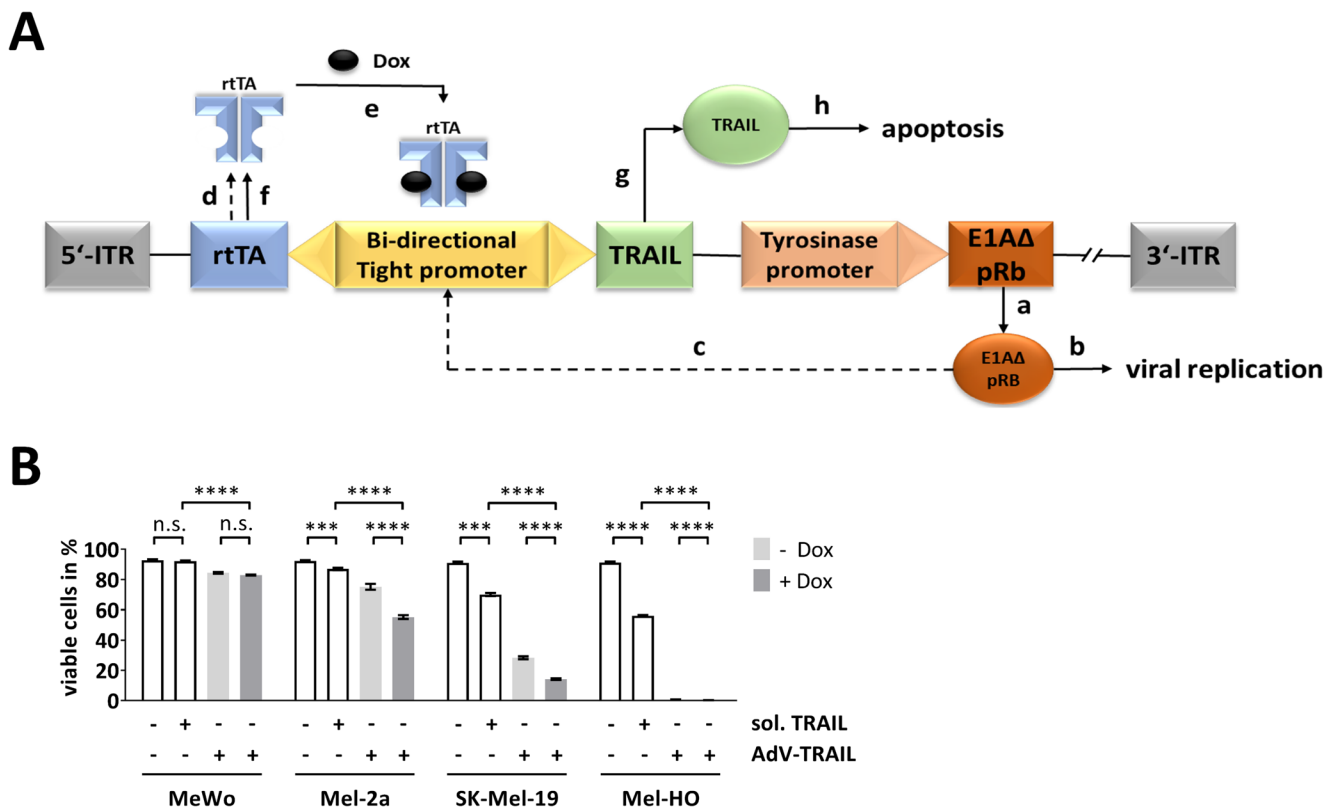 A
Dox
rtTA
e
rtTA
d
f
g
TRAIL
h
apoptosis
5‘-ITR
rtTA
Bi-directional
Tight promoter
TRAIL
Tyrosinase
promoter
E1AΔ
pRb
3‘-ITR
a
c
E1AΔ
pRB
b
viral replication
B
viable cells in %
100
80
60
40
20
0
**** **** **** ****
n.s. n.s. *** **** *** **** **** ****
- Dox
+ Dox
- + - - - + - - - + - - - + - - sol. TRAIL
- - + + - - + + - - + + - - + + AdV-TRAIL
MeWo Mel-2a SK-Mel-19 Mel-HO